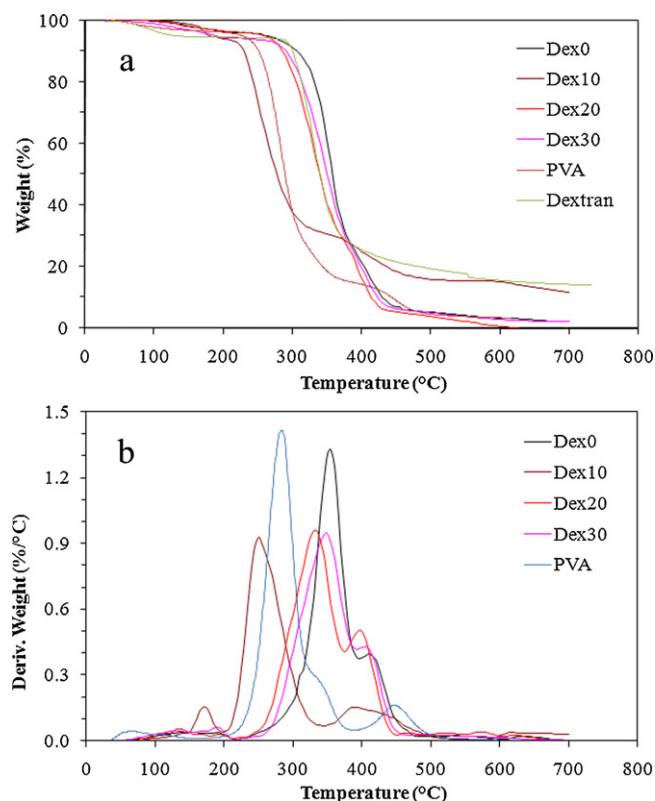 100
80
60
40
20
0
Weight (%)
a
Dex0
Dex10
Dex20
Dex30
PVA
Dextran
0 100 200 300 400 500 600 700 800
Temperature (°C)
1.5
1.2
0.9
0.6
0.3
0.0
Deriv. Weight (%/°C)
b
Dex0
Dex10
Dex20
Dex30
PVA
0 100 200 300 400 500 600 700 800
Temperature (°C)